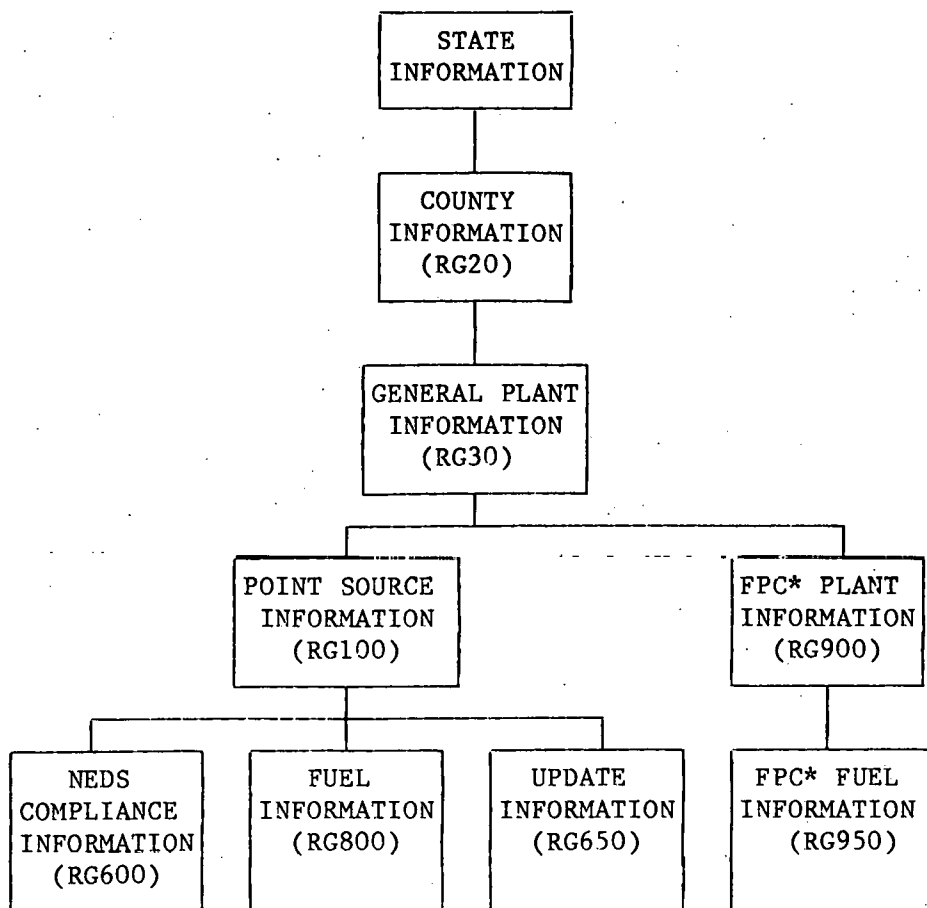 STATE
INFORMATION
COUNTY
INFORMATION
(RG20)
GENERAL PLANT
INFORMATION
(RG30)
POINT SOURCE
INFORMATION
(RG100)
FPC* PLANT
INFORMATION
(RG900)
NEDS
COMPLIANCE
INFORMATION
(RG600)
FUEL
INFORMATION
(RG800)
UPDATE
INFORMATION
(RG650)
FPC* FUEL
INFORMATION
(RG950)